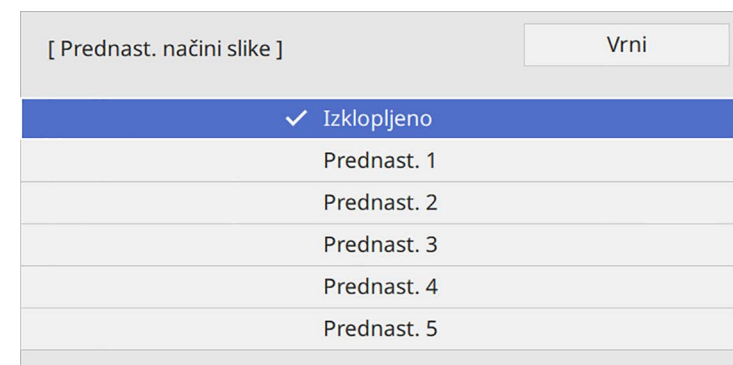 [ Prednast. načini slike ]
Vrni
Izklopljeno
Prednast. 1
Prednast. 2
Prednast. 3
Prednast. 4
Prednast. 5